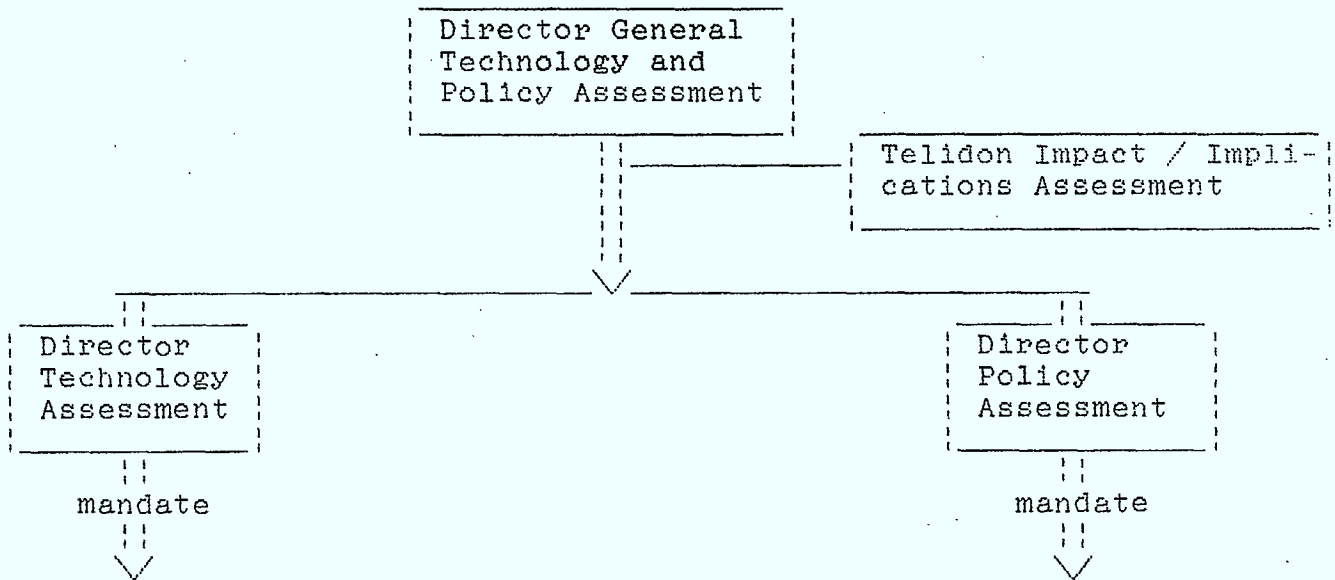 Director General
Technology and
Policy Assessment
Telidon Impact / Impli-
cations Assessment
Director
Technology
Assessment
Director
Policy
Assessment
mandate
mandate